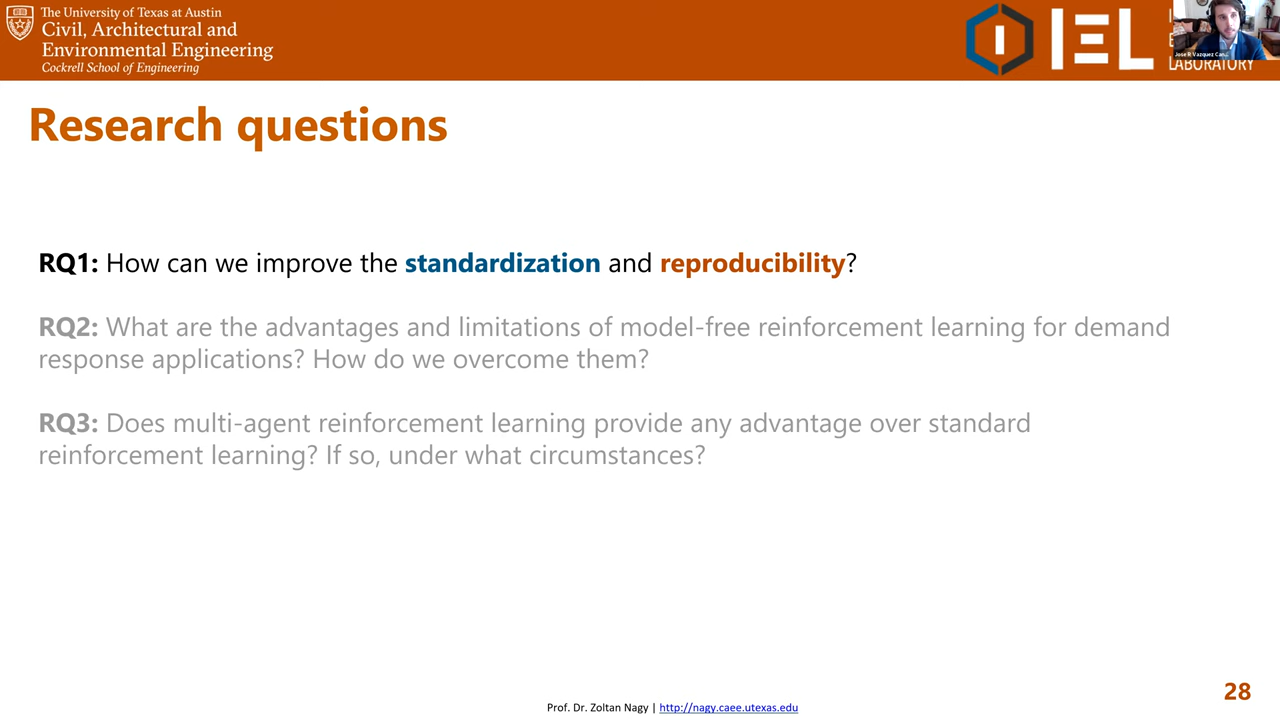 The University of Texas at Austin
Civil, Architectural and
Environmental Engineering
Cockrell School of Engineering
IEL
LABORATORY
Jose R Vazquez Can...
Research questions
RQ1: How can we improve the standardization and reproducibility?
RQ2: What are the advantages and limitations of model-free reinforcement learning for demand
response applications? How do we overcome them?
RQ3: Does multi-agent reinforcement learning provide any advantage over standard
reinforcement learning? If so, under what circumstances?
28
Prof. Dr. Zoltan Nagy | http://nagy.caee.utexas.edu